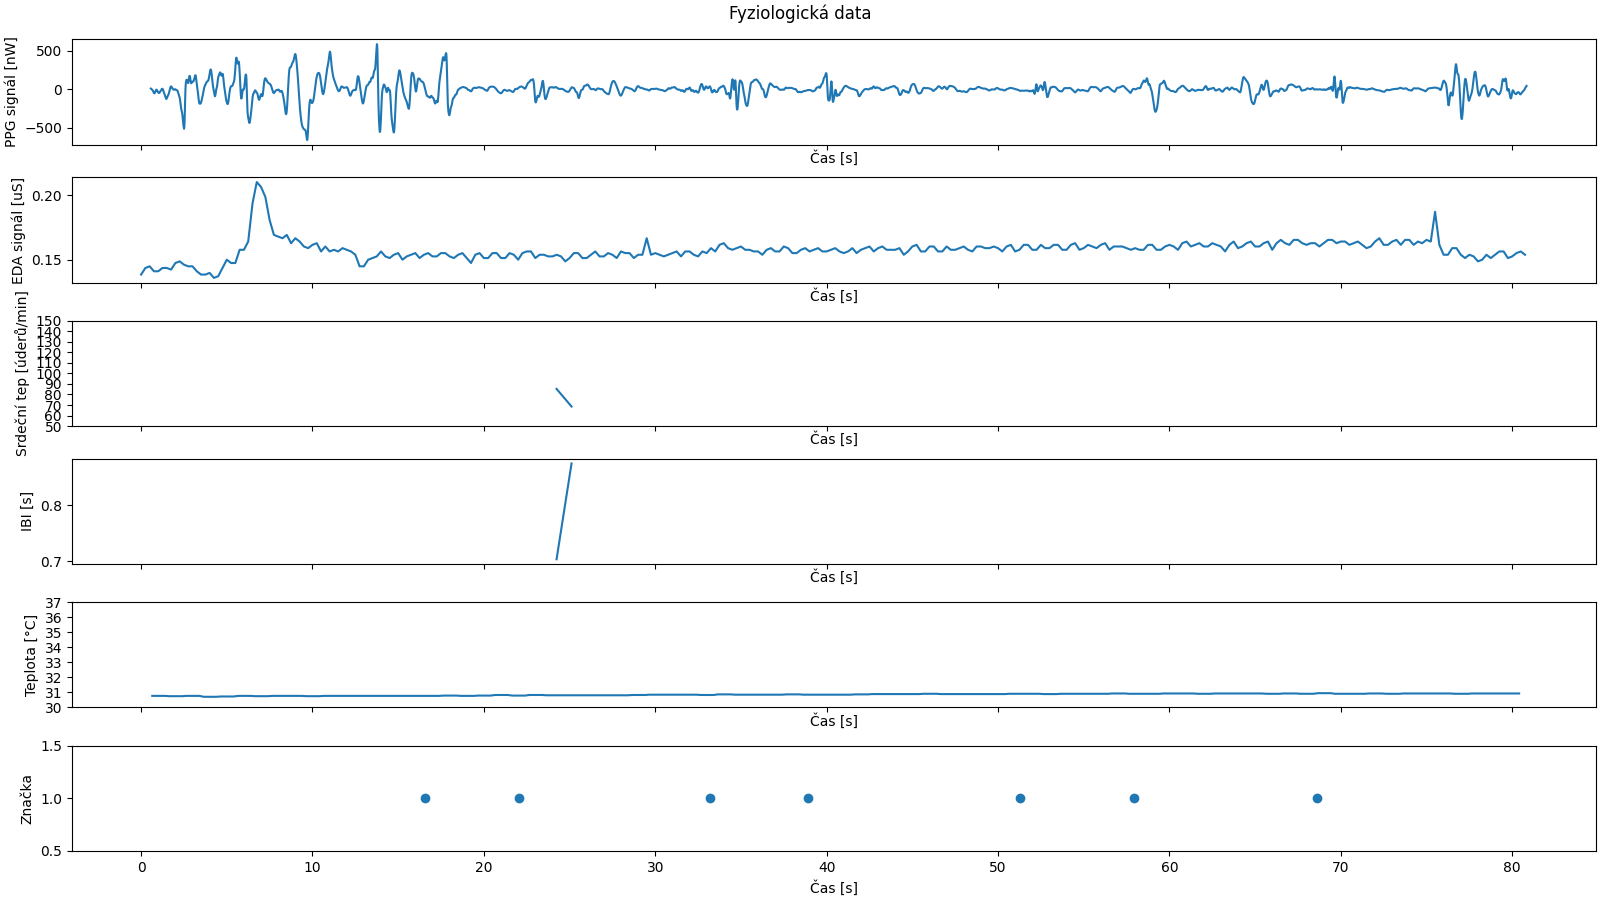 Fyziologická data
PPG signál [nW]
500
0
−500
Čas [s]
EDA signál [uS]
0.20
0.15
Čas [s]
Srdeční tep [úderů/min]
150
140
130
120
110
100
90
80
70
60
50
Čas [s]
IBI [s]
0.8
0.7
Čas [s]
Teplota [°C]
37
36
35
34
33
32
31
30
Čas [s]
Značka
1.5
1.0
0.5
0 10 20 30 40 50 60 70 80
Čas [s]